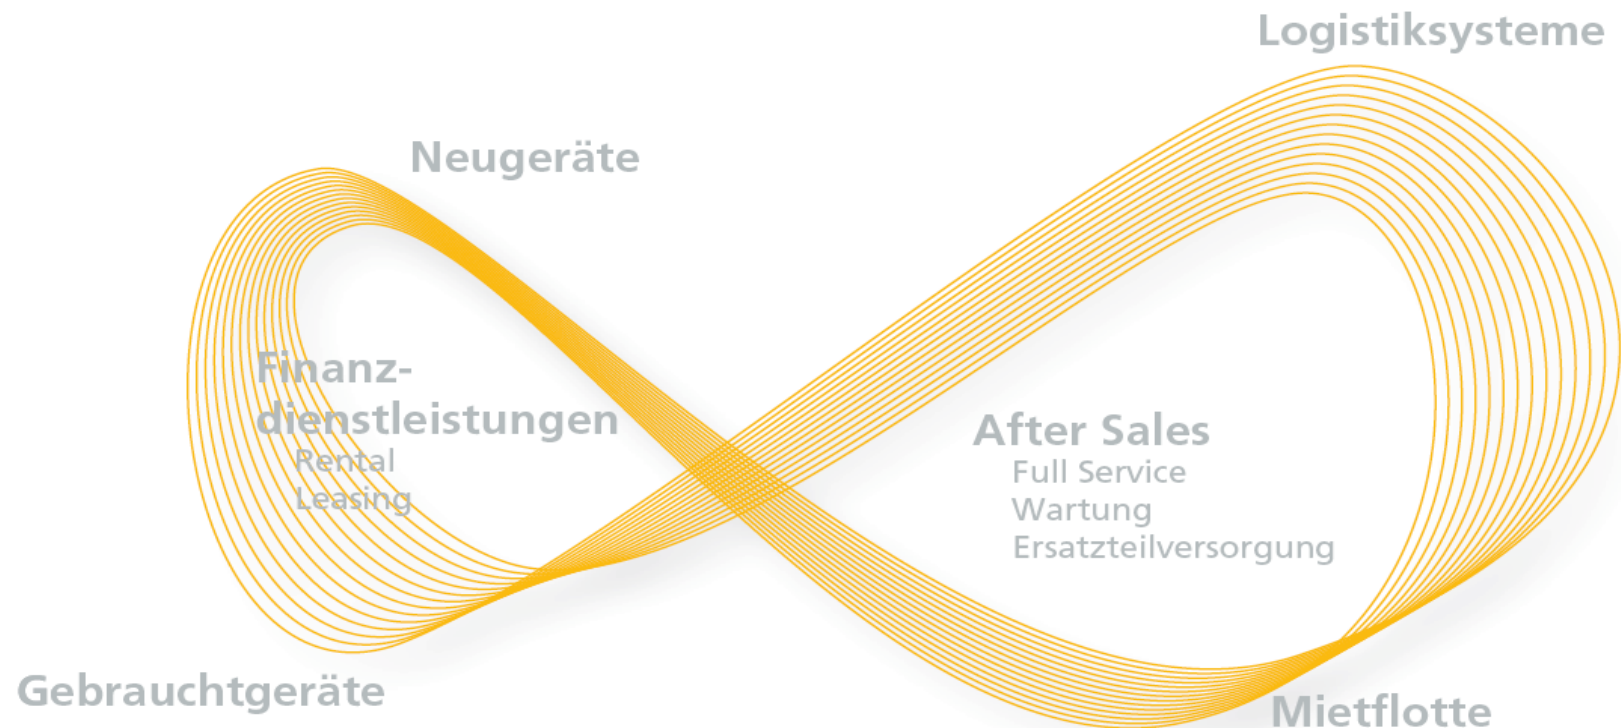 Logistiksysteme
Neugeräte
Finanz-
dienstleistungen
Rental
Leasing
After Sales
Full Service
Wartung
Ersatzteilversorgung
Gebrauchtgeräte
Mietflotte